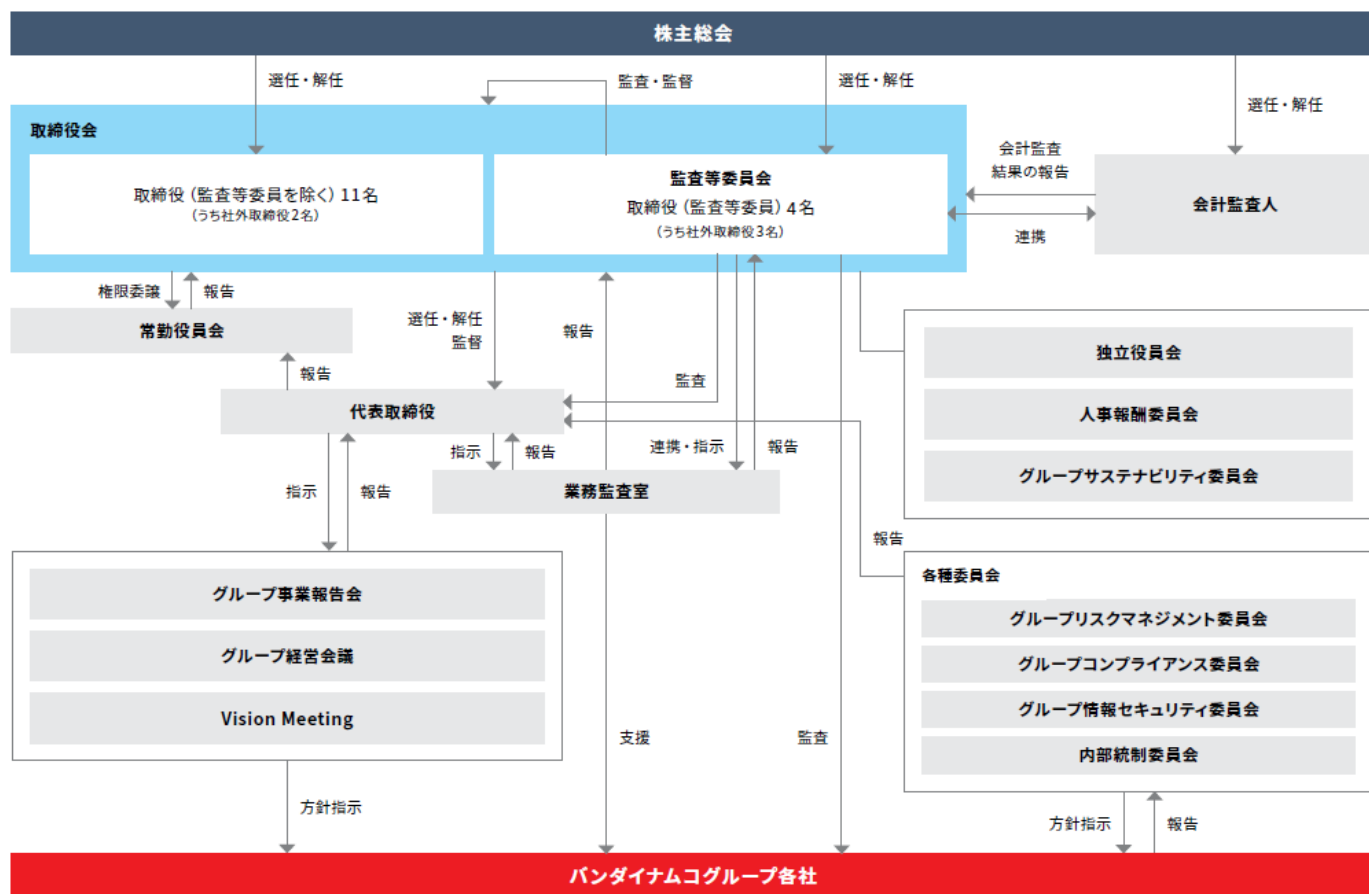 株主総会
選任・解任
監査・監督
選任・解任
選任・解任
取締役会
取締役（監査等委員を除く）11名
（うち社外取締役2名）
監査等委員会
取締役（監査等委員）4名
（うち社外取締役3名）
会計監査
結果の報告
連携
会計監査人
権限委譲
報告
常勤役員会
選任・解任
監督
報告
報告
監査
代表取締役
指示
報告
連携・指示
報告
業務監査室
指示
報告
独立役員会
人事報酬委員会
グループサステナビリティ委員会
報告
グループ事業報告会
グループ経営会議
Vision Meeting
各種委員会
グループリスクマネジメント委員会
グループコンプライアンス委員会
グループ情報セキュリティ委員会
内部統制委員会
支援
監査
方針指示
方針指示
報告
バンダイナムコグループ各社